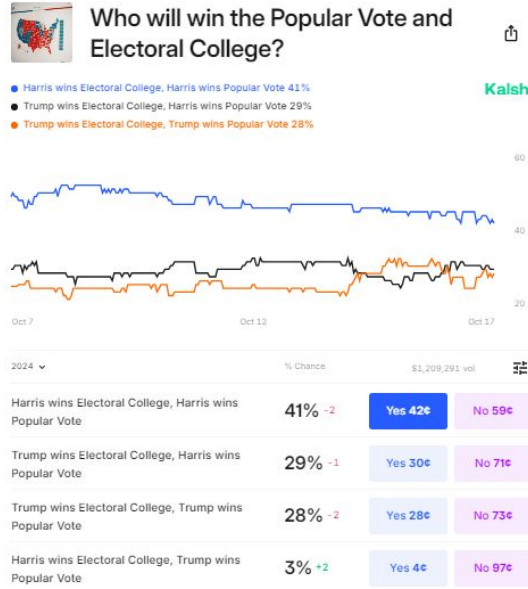 Who will win the Popular Vote and
Electoral College?
Harris wins Electoral College, Harris wins Popular Vote 41%
Kalsh
Trump wins Electoral College, Harris wins Popular Vote 29%
Trump wins Electoral College, Trump wins Popular Vote 28%
60
40
20
Oct 7 Oct 12 Oct 17
2024 % Chance $1,209,291 vol
Harris wins Electoral College, Harris wins
Popular Vote
41% -2 Yes 42¢ No 59¢
Trump wins Electoral College, Harris wins
Popular Vote
29% -1 Yes 30¢ No 71¢
Trump wins Electoral College, Trump wins
Popular Vote
28% -2 Yes 28¢ No 73¢
Harris wins Electoral College, Trump wins
Popular Vote
3% +2 Yes 4¢ No 97¢